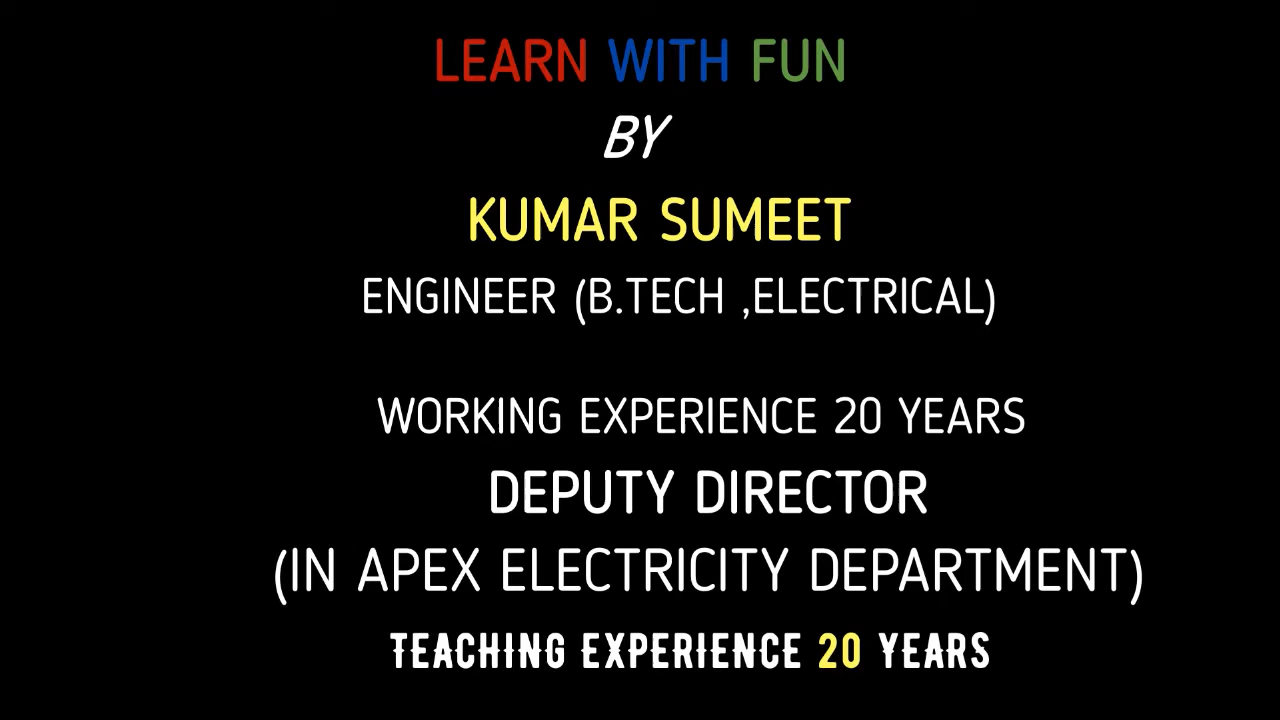 LEARN WITH FUN
BY
KUMAR SUMEET
ENGINEER (B.TECH ,ELECTRICAL)
WORKING EXPERIENCE 20 YEARS
DEPUTY DIRECTOR
(IN APEX ELECTRICITY DEPARTMENT)
TEACHING EXPERIENCE 20 YEARS